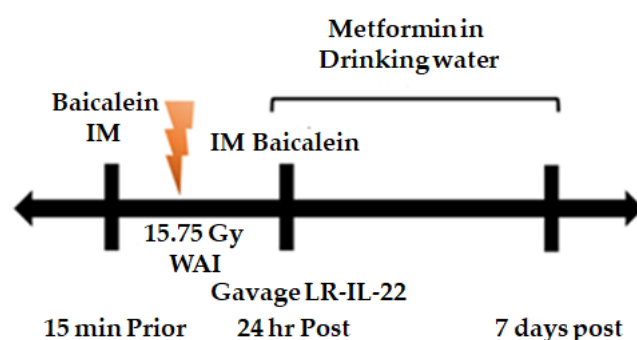 Metformin in
Drinking water
Baicalein
IM
IM Baicalein
15.75 Gy
WAI
Gavage LR-IL-22
15 min Prior
24 hr Post
7 days post